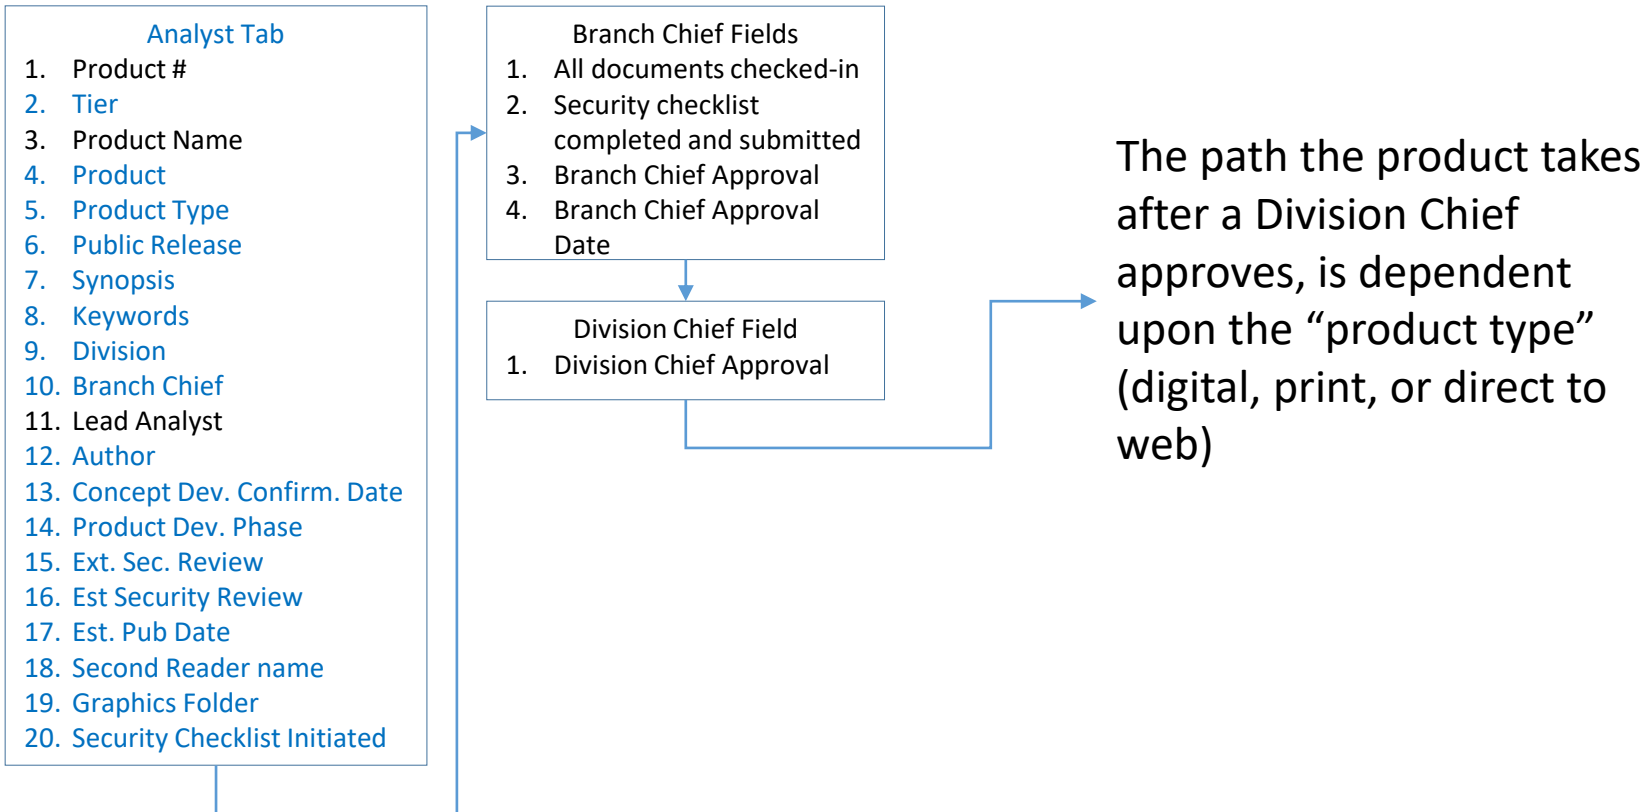 Analyst Tab
1. Product #
2. Tier
3. Product Name
4. Product
5. Product Type
6. Public Release
7. Synopsis
8. Keywords
9. Division
10. Branch Chief
11. Lead Analyst
12. Author
13. Concept Dev. Confirm. Date
14. Product Dev. Phase
15. Ext. Sec. Review
16. Est Security Review
17. Est. Pub Date
18. Second Reader name
19. Graphics Folder
20. Security Checklist Initiated
Branch Chief Fields
1. All documents checked-in
2. Security checklist
completed and submitted
3. Branch Chief Approval
4. Branch Chief Approval
Date
Division Chief Field
1. Division Chief Approval
The path the product takes
after a Division Chief
approves, is dependent
upon the “product type”
(digital, print, or direct to
web)